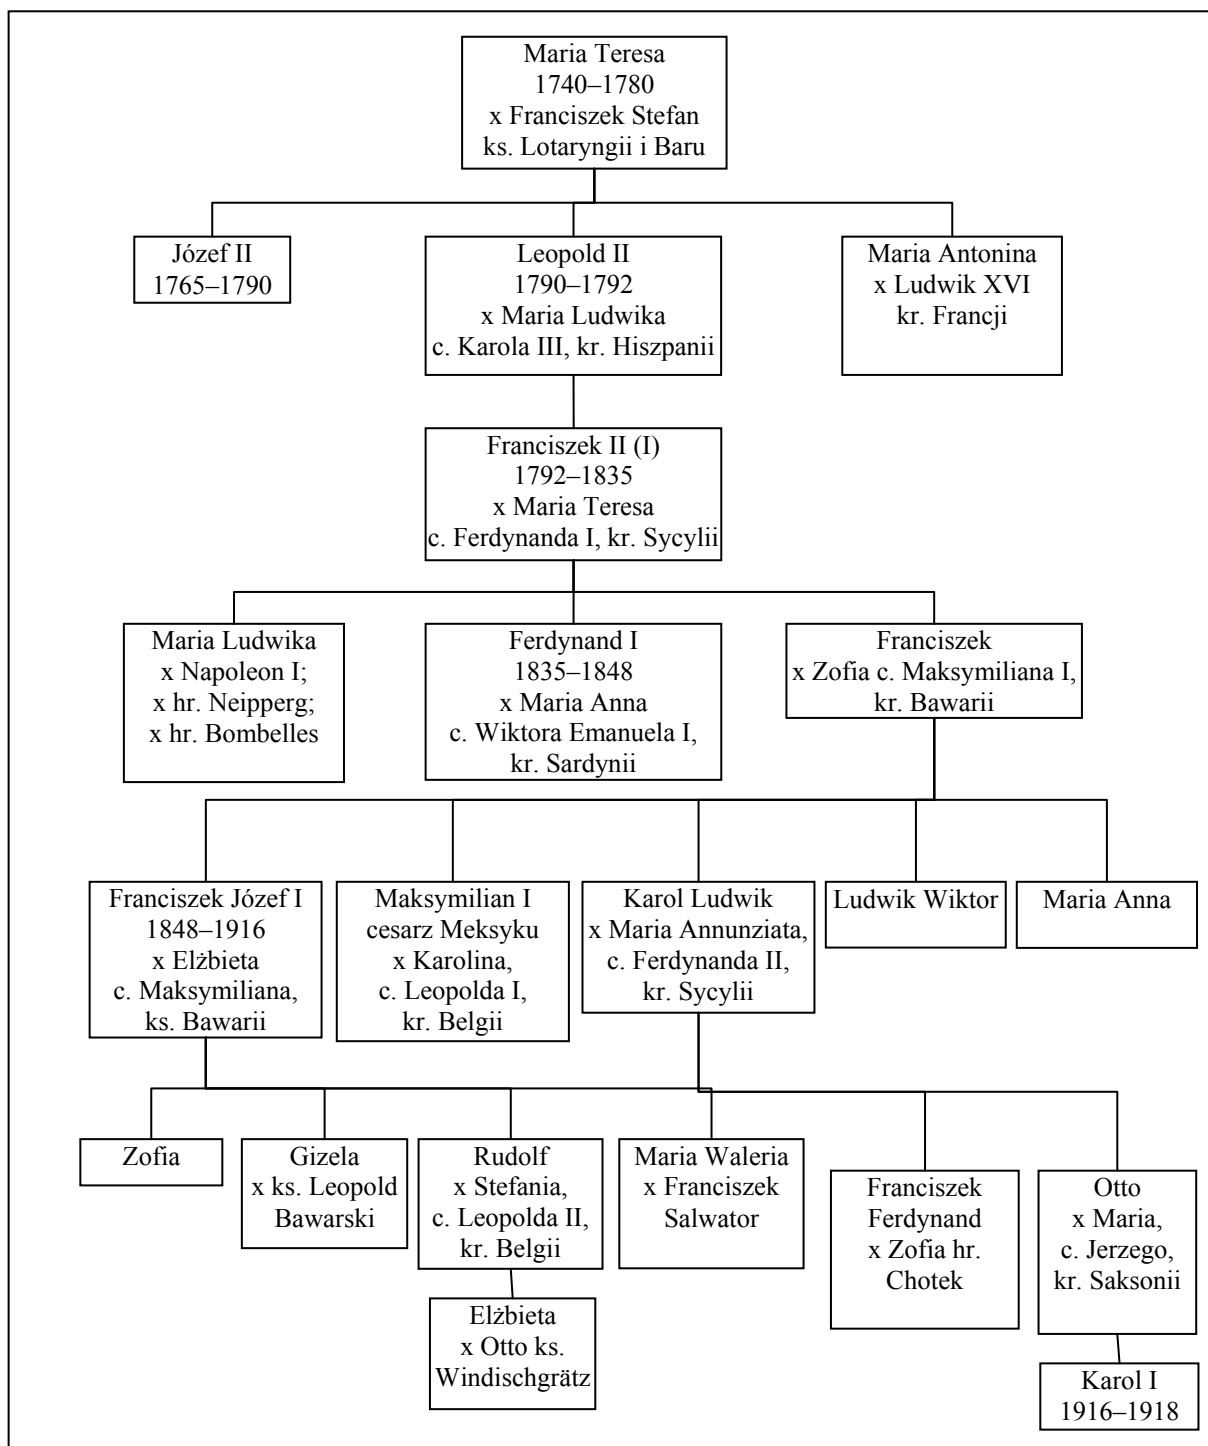 Maria Teresa
1740–1780
x Franciszek Stefan
ks. Lotaryngii i Baru
Józef II
1765–1790
Leopold II
1790–1792
x Maria Ludwika
c. Karola III, kr. Hiszpanii
Maria Antonina
x Ludwik XVI
kr. Francji
Franciszek II (I)
1792–1835
x Maria Teresa
c. Ferdynanda I, kr. Sycylii
Maria Ludwika
x Napoleon I;
x hr. Neipperg;
x hr. Bombelles
Ferdynand I
1835–1848
x Maria Anna
c. Wiktora Emanuela I,
kr. Sardynii
Franciszek
x Zofia c. Maksymiliana I,
kr. Bawarii
Franciszek Józef I
1848–1916
x Elżbieta
c. Maksymiliana,
ks. Bawarii
Maksymilian I
cesarz Meksyku
x Karolina,
c. Leopolda I,
kr. Belgii
Karol Ludwik
x Maria Annunziata,
c. Ferdynanda II,
kr. Sycylii
Ludwik Wiktor
Maria Anna
Zofia
Gizela
x ks. Leopold
Bawarski
Rudolf
x Stefania,
c. Leopolda II,
kr. Belgii
Maria Waleria
x Franciszek
Salwator
Franciszek
Ferdynand
x Zofia hr.
Chotek
Otto
x Maria,
c. Jerzego,
kr. Saksonii
Elżbieta
x Otto ks.
Windischgrätz
Karol I
1916–1918